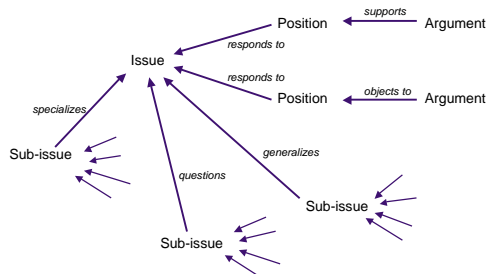 supports
Position
Argument
responds to
Issue
responds to
objects to
Position
Argument
specializes
Sub-issue
generalizes
questions
Sub-issue
Sub-issue